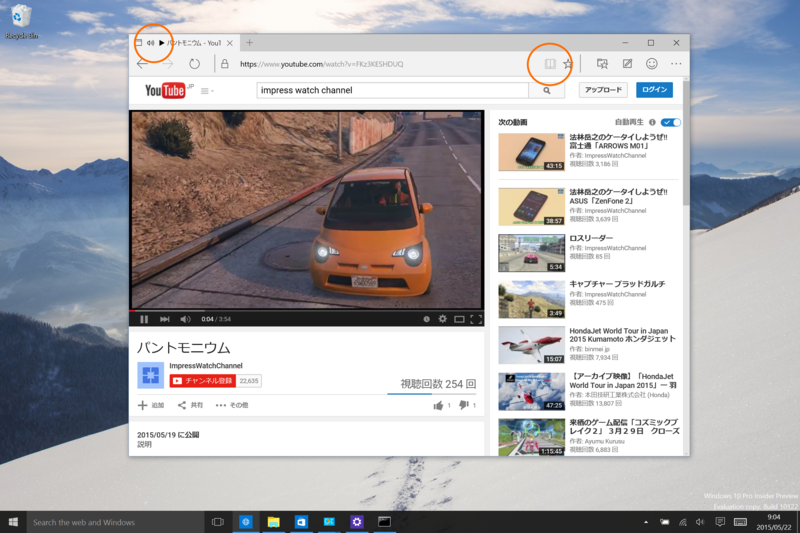 Recycle Bin
パントモニウム - YouT
https://www.youtube.com/watch?v=FKz3KESHDUQ
YouTube JP
impress watch channel
アップロード
ログイン
0:04 / 3:54
パントモニウム
ImpressWatchChannel
チャンネル登録
22,635
視聴回数 254 回
追加
共有
その他
1
1
2015/05/19 に公開
説明
次の動画
自動再生
43:15
法林岳之のケータイしようぜ!!
富士通「ARROWS M01」
作者: ImpressWatchChannel
視聴回数 3,186 回
38:57
法林岳之のケータイしようぜ!!
ASUS「ZenFone 2」
作者: ImpressWatchChannel
視聴回数 3,639 回
5:34
ロスリーダー
作者: ImpressWatchChannel
視聴回数 85 回
3:49
キャプチャー ブラッドガルチ
作者: ImpressWatchChannel
視聴回数 475 回
15:07
HondaJet World Tour in Japan
2015 Kumamoto ホンダジェット
作者: binmei jp
視聴回数 7,934 回
47:25
【アーカイブ映像】「HondaJet
World Tour in Japan 2015」— 羽
作者: 本田技研工業株式会社 (Honda)
視聴回数 13,807 回
1:15:45
来栖のゲーム配信「コズミックブ
レイク２」 ３月２９日 クローズ
作者: Ayumu Kurusu
視聴回数 6,883 回
Windows 10 Pro Insider Preview
Evaluation copy. Build 10122
Search the web and Windows
9:04
2015/05/22